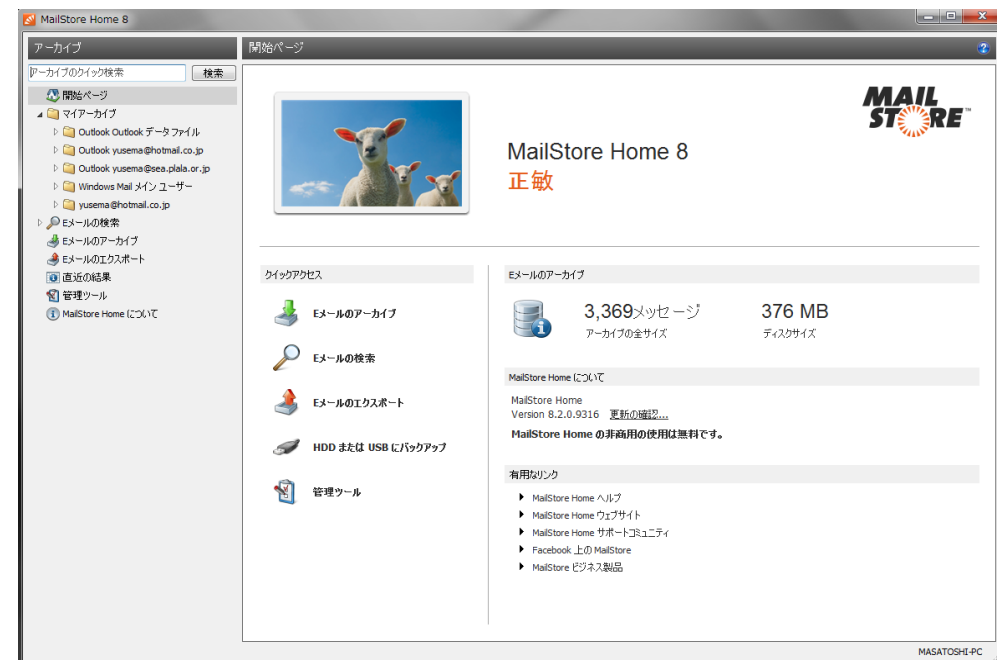 MailStore Home 8
アーカイブ
開始ページ
アーカイブのクイック検索
検索
開始ページ
マイアーカイブ
Outlook Outlook データ ファイル
Outlook yusema@hotmail.co.jp
Outlook yusema@sea.plala.or.jp
Windows Mail メイン ユーザー
yusema@hotmail.co.jp
Eメールの検索
Eメールのアーカイブ
Eメールのエクスポート
直近の結果
管理ツール
MailStore Home について
MAIL
STORE™
MailStore Home 8
正敏
クイックアクセス
Eメールのアーカイブ
Eメールの検索
Eメールのエクスポート
HDD または USB にバックアップ
管理ツール
Eメールのアーカイブ
3,369メッセージ
アーカイブの全サイズ
376 MB
ディスクサイズ
MailStore Home について
MailStore Home
Version 8.2.0.9316 更新の確認...
MailStore Home の非商用の使用は無料です。
有用なリンク
MailStore Home ヘルプ
MailStore Home ウェブサイト
MailStore Home サポートコミュニティ
Facebook 上の MailStore
MailStore ビジネス製品
MASATOSHI-PC